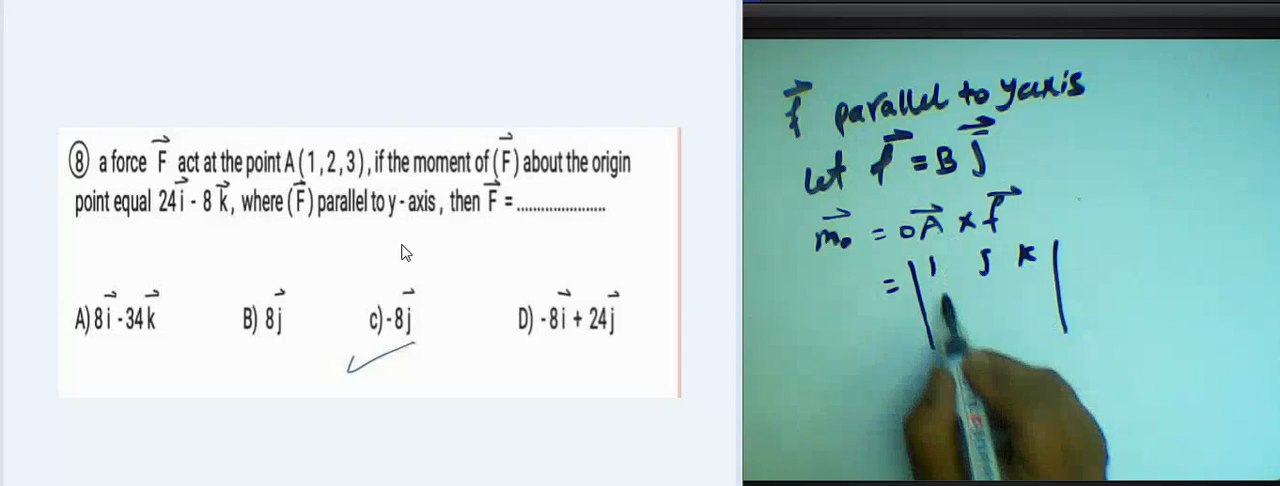 ⑧ a force F⃗ act at the point A ( 1 , 2 , 3 ) , if the moment of (F⃗) about the origin
point equal 24 i⃗ - 8 k⃗ , where (F⃗) parallel to y - axis , then F⃗ = .....................
A) 8 i⃗ - 34 k⃗ B) 8 j⃗ c) -8 j⃗ D) -8 i⃗ + 24 j⃗
f⃗ parallel to y axis
let f⃗ = B j⃗
m⃗o = OA⃗ × f⃗
= | i j k |